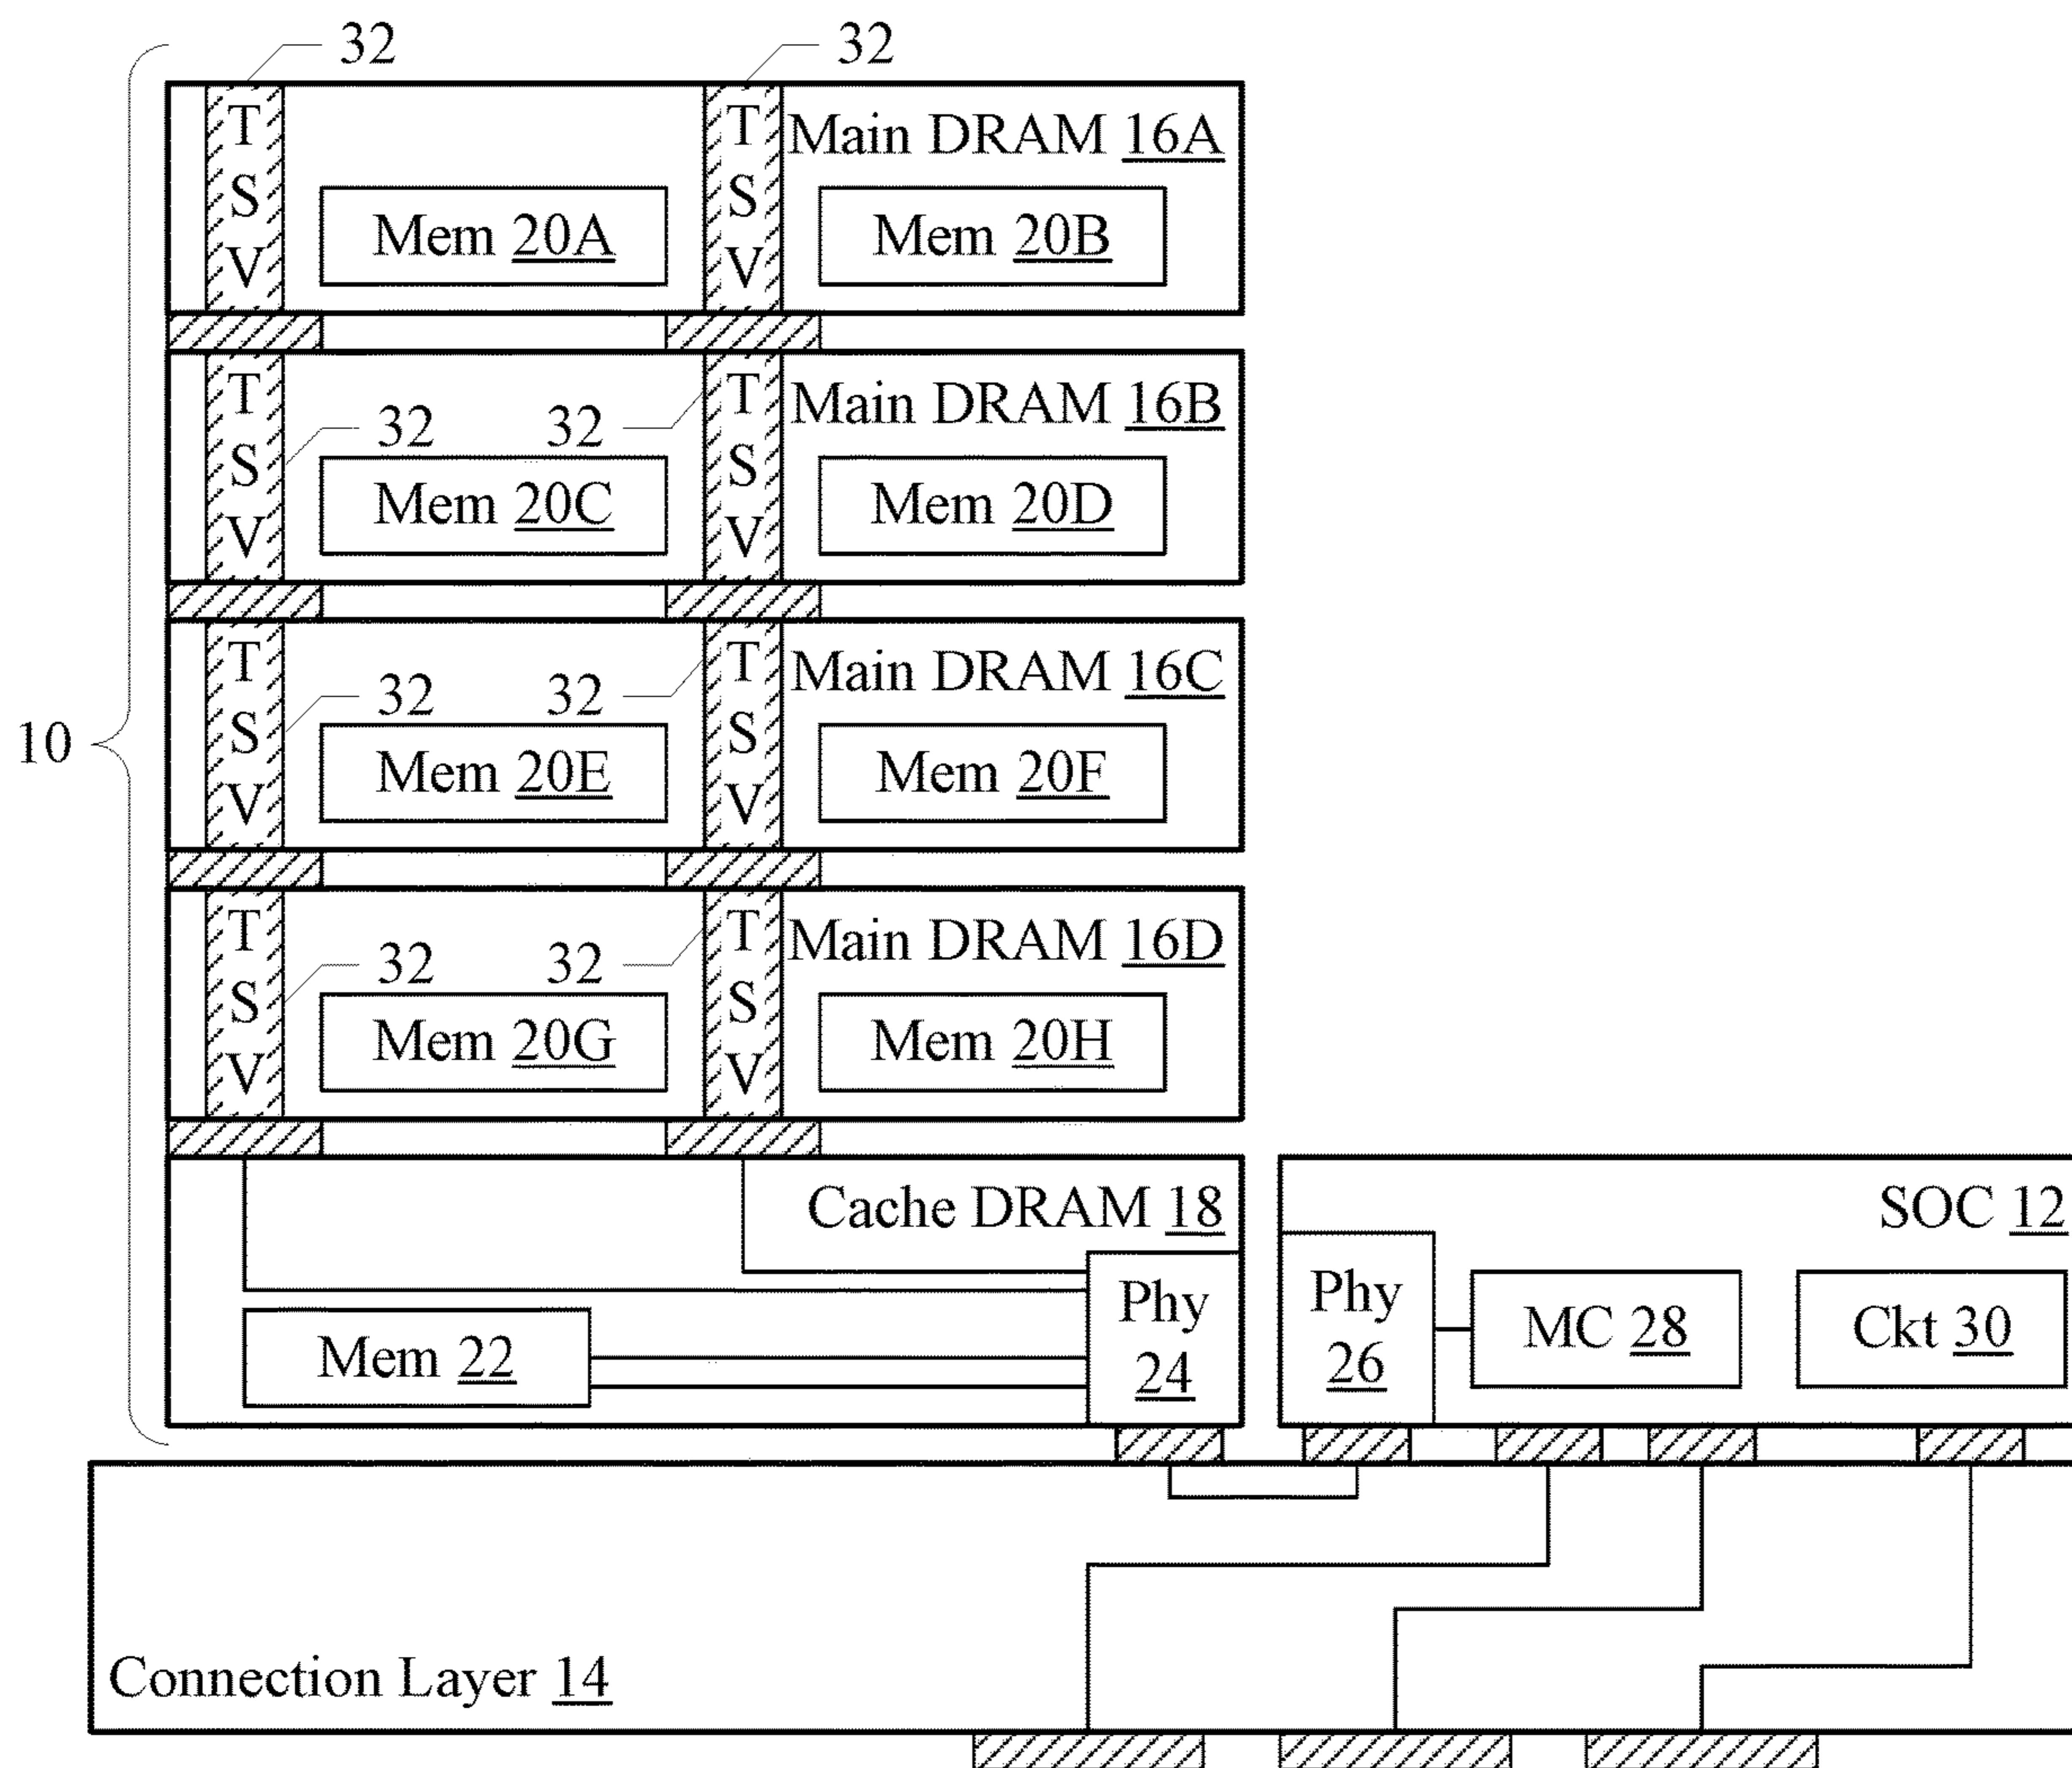 32 32
T S V
T S V
Main DRAM 16A
Mem 20A
Mem 20B
T S V
T S V
Main DRAM 16B
32 32
Mem 20C
Mem 20D
T S V
T S V
Main DRAM 16C
32 32
10
Mem 20E
Mem 20F
T S V
T S V
Main DRAM 16D
32 32
Mem 20G
Mem 20H
Cache DRAM 18
Mem 22
Phy
24
SOC 12
Phy
26
MC 28
Ckt 30
Connection Layer 14